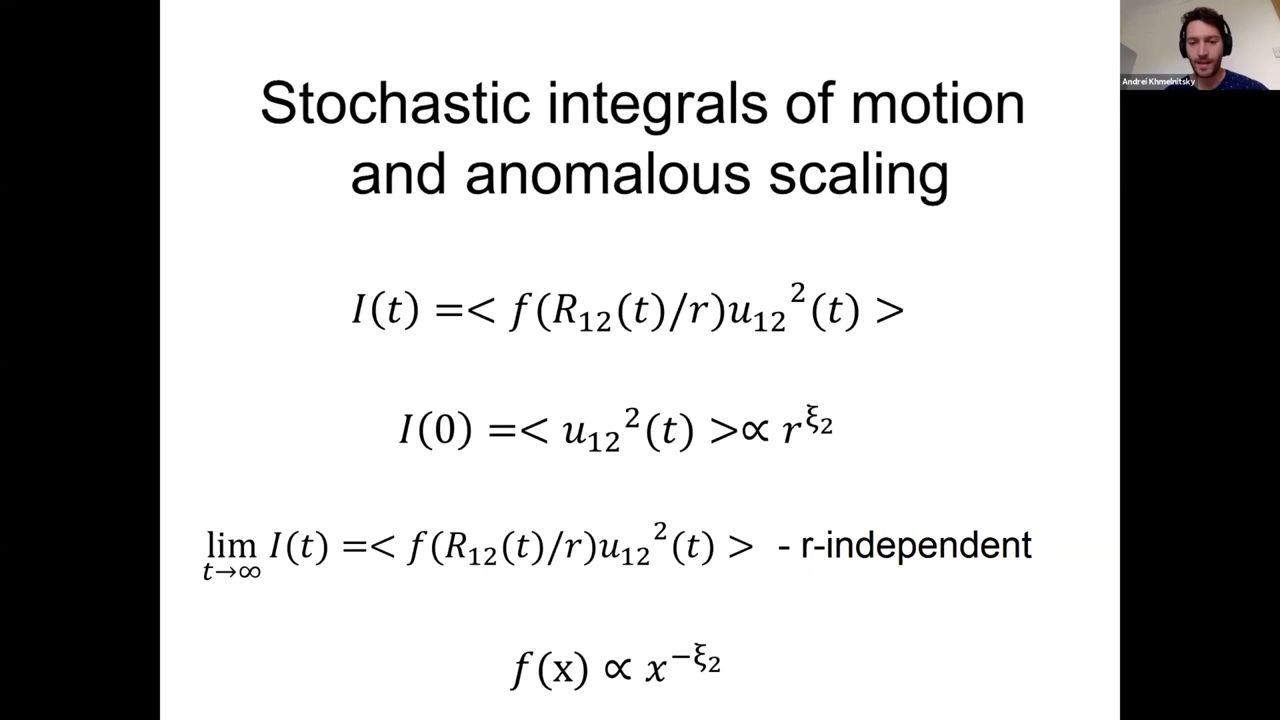 Andrei Khmelnitsky
Stochastic integrals of motion
and anomalous scaling
I(t) =< f(R₁₂(t)/r)u₁₂²(t) >
I(0) =< u₁₂²(t) >∝ r^ξ₂
lim t→∞ I(t) =< f(R₁₂(t)/r)u₁₂²(t) > - r-independent
f(x) ∝ x^−ξ₂